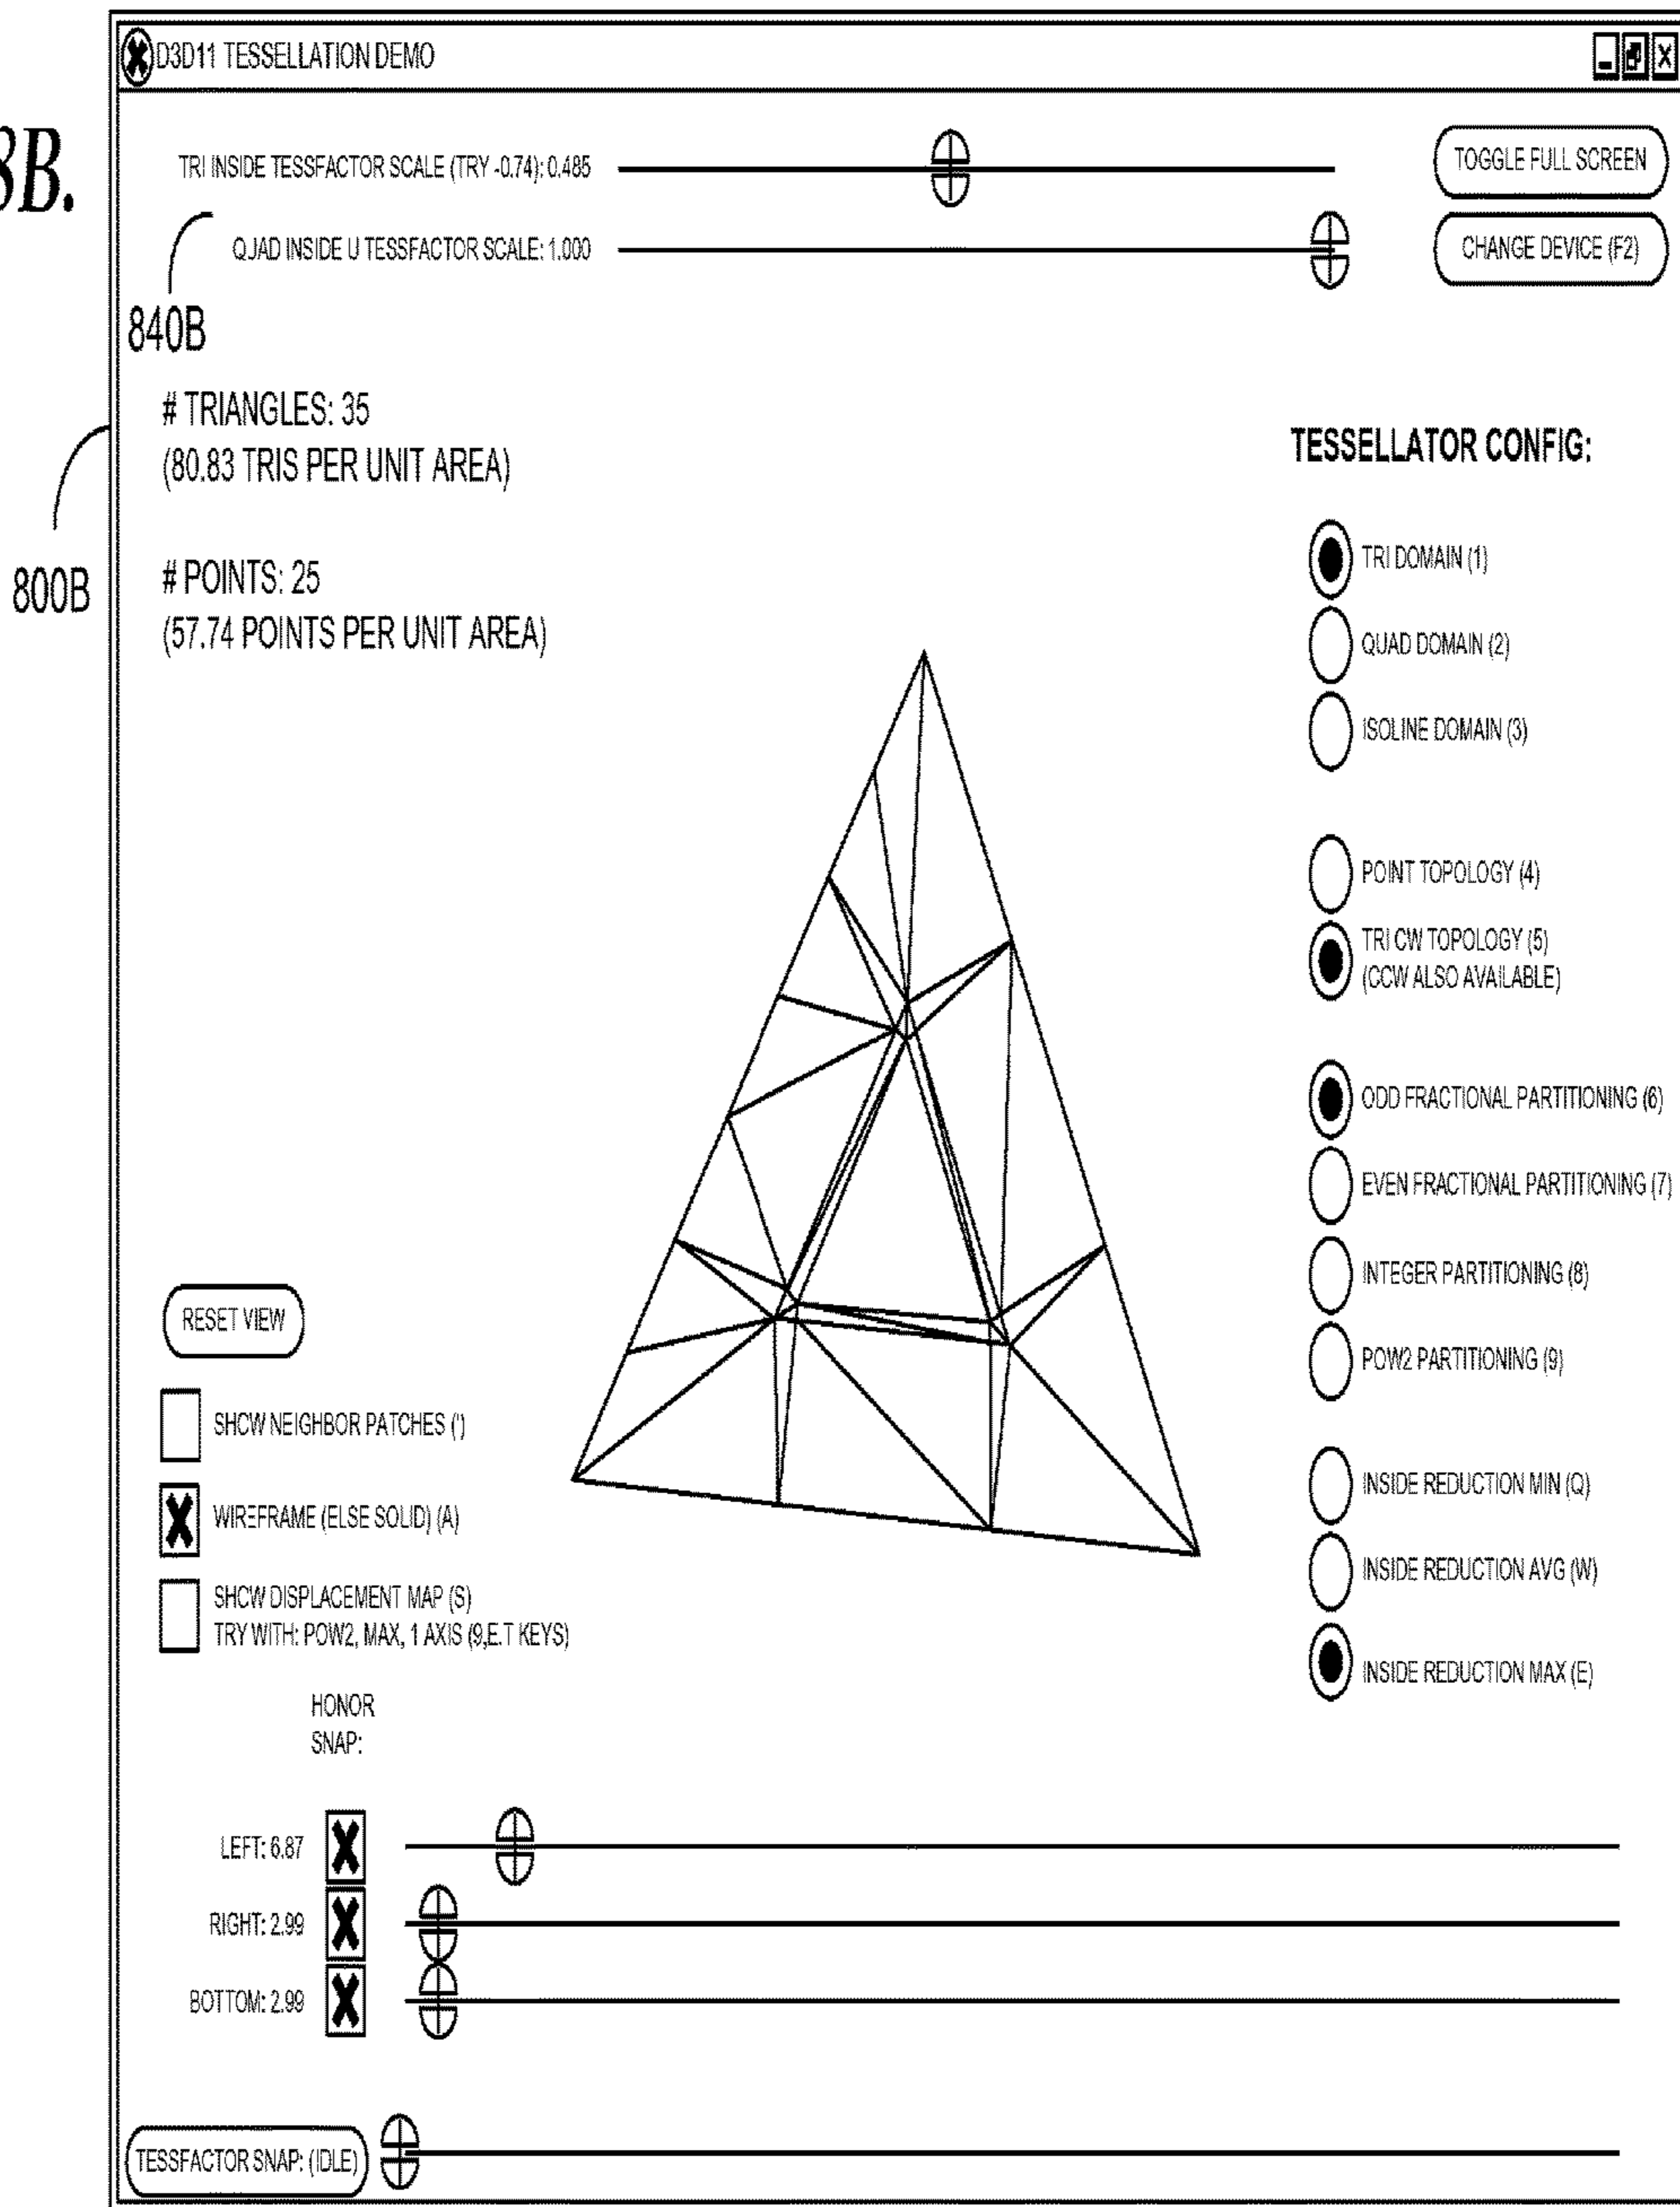 8B.
D3D11 TESSELLATION DEMO
TRI INSIDE TESSFACTOR SCALE (TRY -0.74): 0.485
TOGGLE FULL SCREEN
QJAD INSIDE U TESSFACTOR SCALE: 1.000
CHANGE DEVICE (F2)
840B
# TRIANGLES: 35
(80.83 TRIS PER UNIT AREA)
TESSELLATOR CONFIG:
800B
# POINTS: 25
(57.74 POINTS PER UNIT AREA)
TRI DOMAIN (1)
QUAD DOMAIN (2)
ISOLINE DOMAIN (3)
POINT TOPOLOGY (4)
TRI CW TOPOLOGY (5)
(CCW ALSO AVAILABLE)
ODD FRACTIONAL PARTITIONING (6)
EVEN FRACTIONAL PARTITIONING (7)
INTEGER PARTITIONING (8)
POW2 PARTITIONING (9)
INSIDE REDUCTION MIN (Q)
INSIDE REDUCTION AVG (W)
INSIDE REDUCTION MAX (E)
RESET VIEW
SHCW NEIGHBOR PATCHES (')
WIREFRAME (ELSE SOLID) (A)
SHCW DISPLACEMENT MAP (S)
TRY WITH: POW2, MAX, 1 AXIS (9,E.T KEYS)
HONOR
SNAP:
LEFT: 6.87
RIGHT: 2.99
BOTTOM: 2.99
TESSFACTOR SNAP: (IDLE)